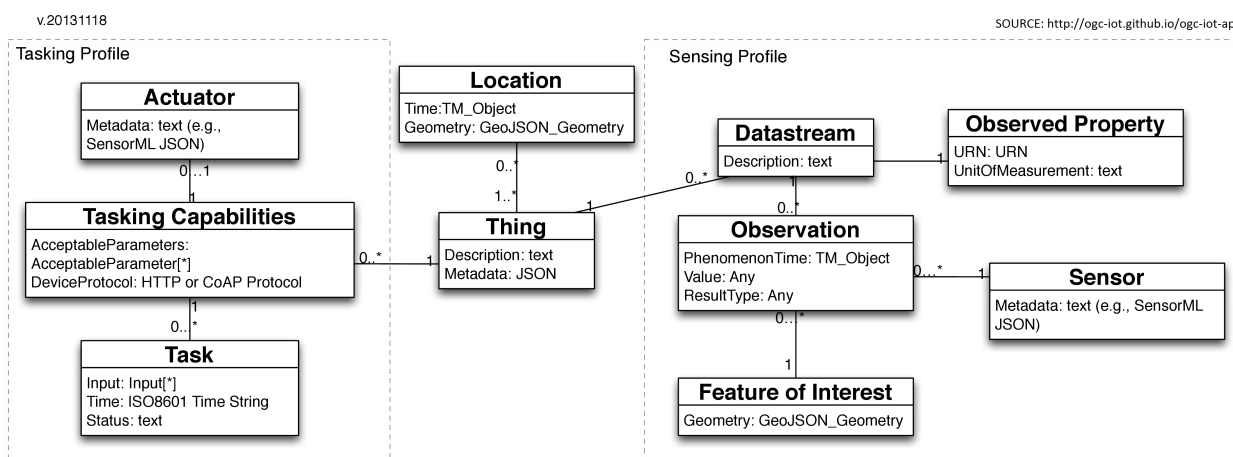 v.20131118
SOURCE: http://ogc-iot.github.io/ogc-iot-ap
Tasking Profile
Actuator
Metadata: text (e.g.,
SensorML JSON)
0...1
1
Tasking Capabilities
AcceptableParameters:
AcceptableParameter[*]
DeviceProtocol: HTTP or CoAP Protocol
0..*
1
1
0...*
Task
Input: Input[*]
Time: ISO8601 Time String
Status: text
Location
Time:TM_Object
Geometry: GeoJSON_Geometry
0..*
1..*
Thing
Description: text
Metadata: JSON
1
0..*
Sensing Profile
Datastream
Description: text
1
Observed Property
URN: URN
UnitOfMeasurement: text
1
0..*
Observation
PhenomenonTime: TM_Object
Value: Any
ResultType: Any
0...*
1
Sensor
Metadata: text (e.g., SensorML
JSON)
0...*
1
Feature of Interest
Geometry: GeoJSON_Geometry